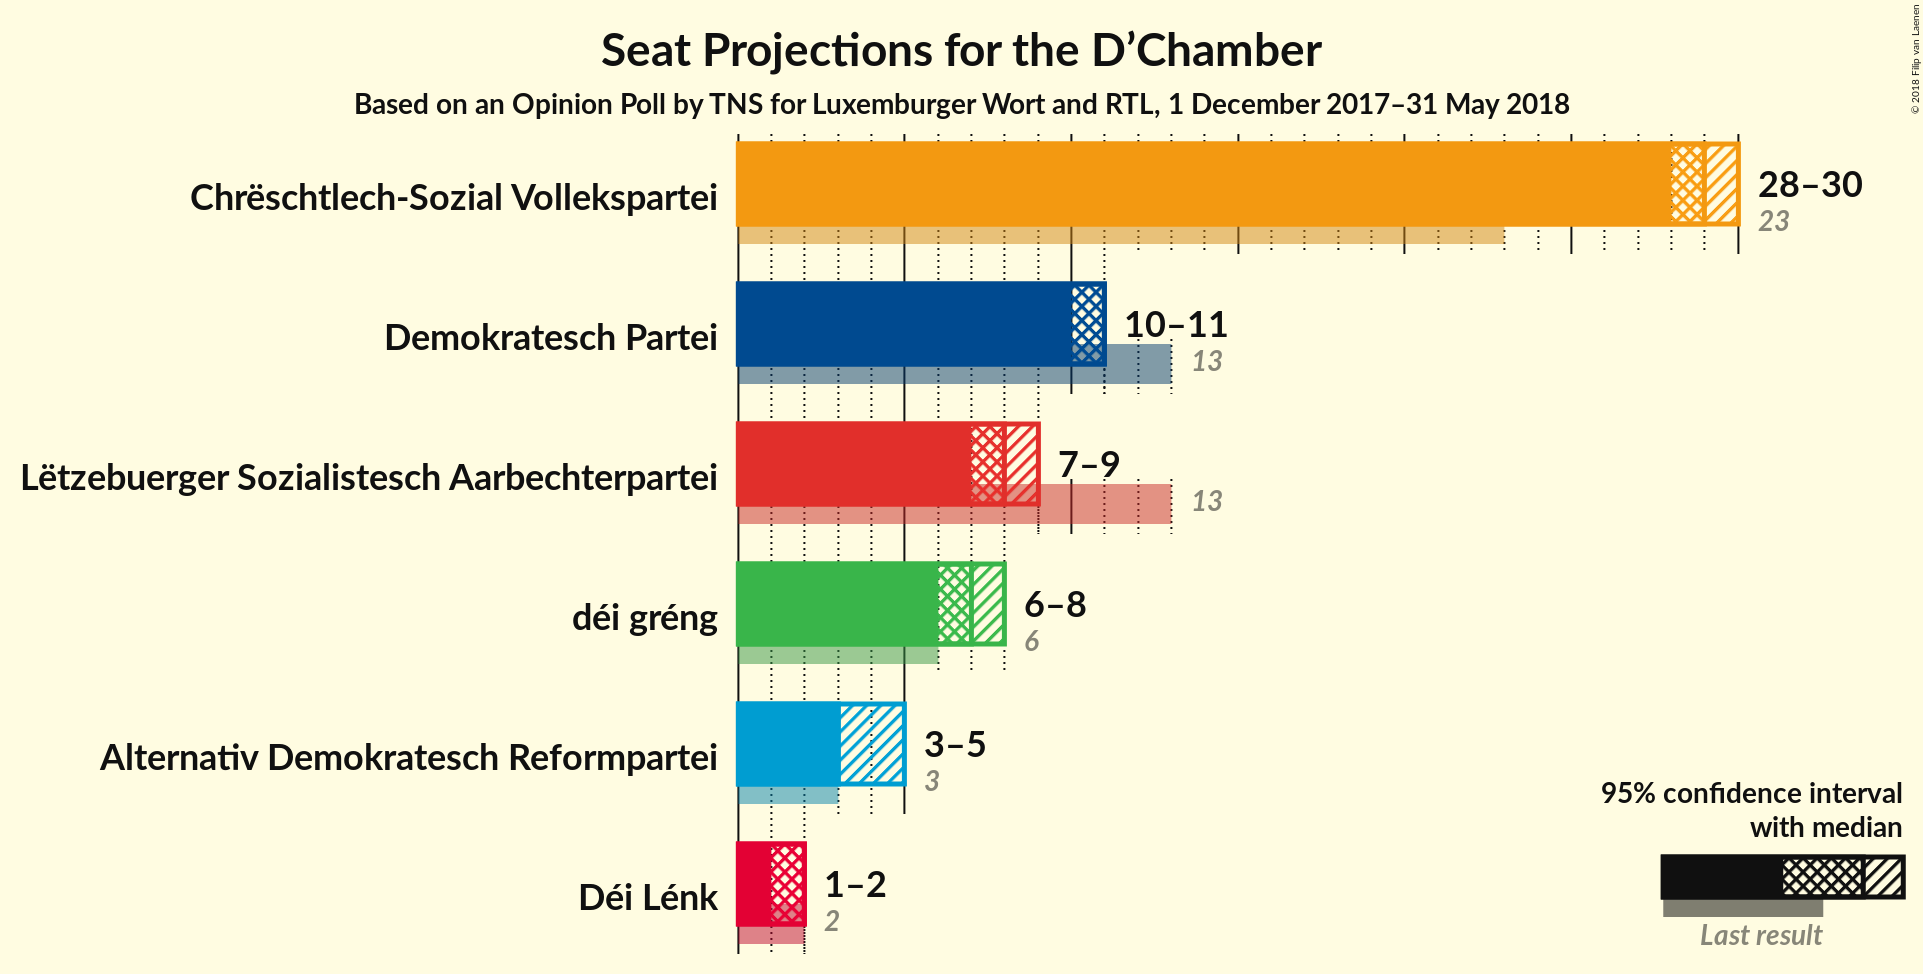 Seat Projections for the D’Chamber
Based on an Opinion Poll by TNS for Luxemburger Wort and RTL, 1 December 2017–31 May 2018
© 2018 Filip van Laenen
Chrëschtlech-Sozial Vollekspartei
28–30
23
Demokratesch Partei
10–11
13
Lëtzebuerger Sozialistesch Aarbechterpartei
7–9
13
déi gréng
6–8
6
Alternativ Demokratesch Reformpartei
3–5
3
Déi Lénk
1–2
2
95% confidence interval
with median
Last result